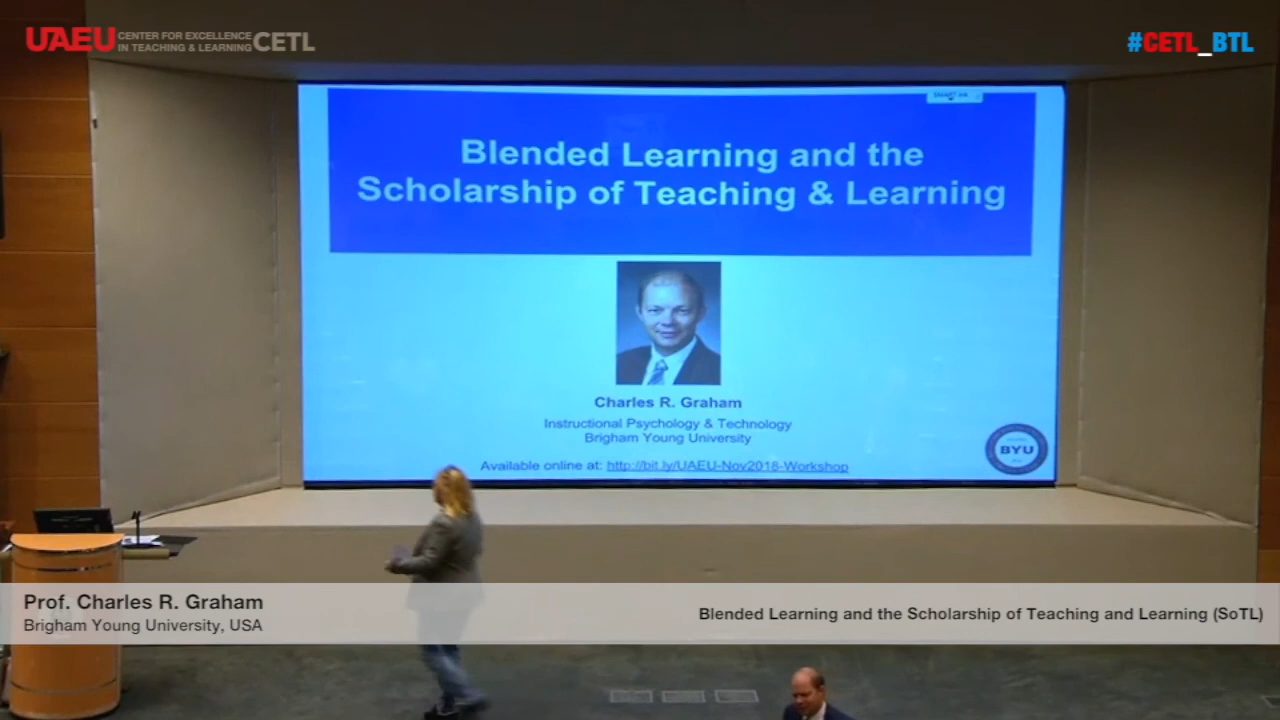 UAEU CENTER FOR EXCELLENCE
IN TEACHING & LEARNING CETL
#CETL_BTL
Blended Learning and the
Scholarship of Teaching & Learning
Charles R. Graham
Instructional Psychology & Technology
Brigham Young University
Available online at: http://bit.ly/UAEU-Nov2018-Workshop
BYU
Prof. Charles R. Graham
Brigham Young University, USA
Blended Learning and the Scholarship of Teaching and Learning (SoTL)